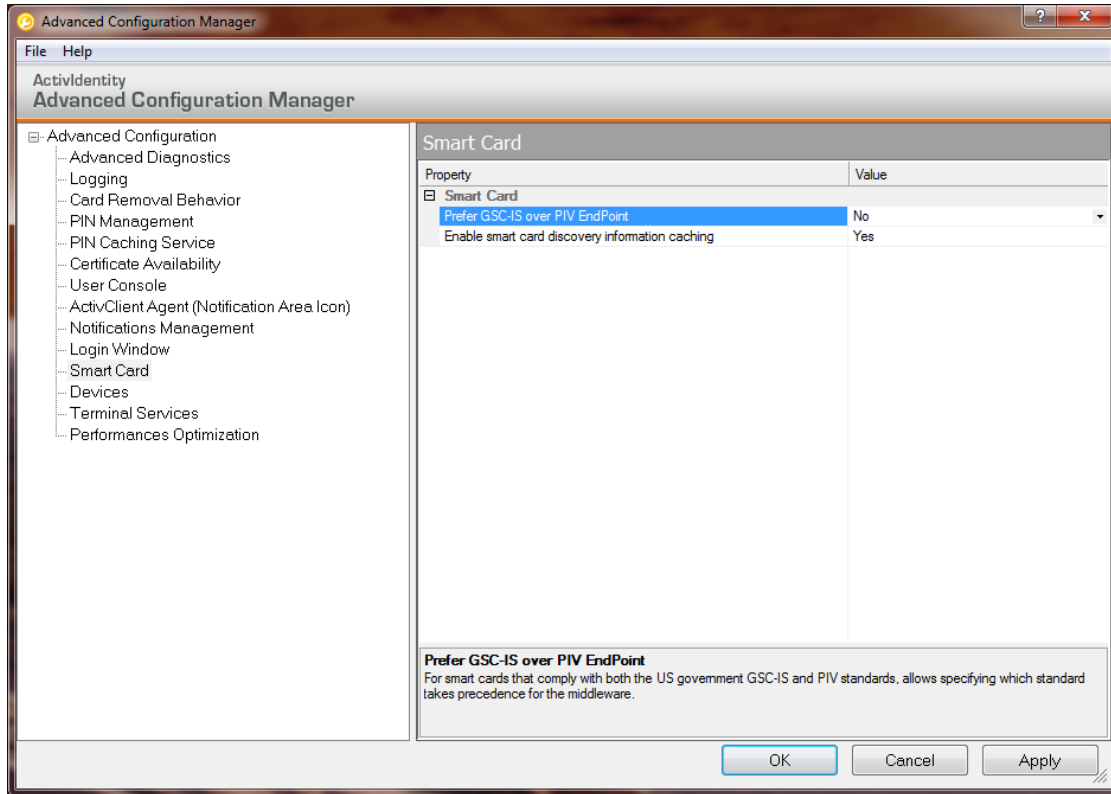 Advanced Configuration Manager
File Help
ActivIdentity
Advanced Configuration Manager
Advanced Configuration
Advanced Diagnostics
Logging
Card Removal Behavior
PIN Management
PIN Caching Service
Certificate Availability
User Console
ActivClient Agent (Notification Area Icon)
Notifications Management
Login Window
Smart Card
Devices
Terminal Services
Performances Optimization
Smart Card
Property Value
Smart Card
Prefer GSC-IS over PIV EndPoint No
Enable smart card discovery information caching Yes
Prefer GSC-IS over PIV EndPoint
For smart cards that comply with both the US government GSC-IS and PIV standards, allows specifying which standard
takes precedence for the middleware.
OK Cancel Apply